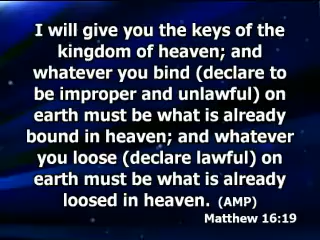 I will give you the keys of the
kingdom of heaven; and
whatever you bind (declare to
be improper and unlawful) on
earth must be what is already
bound in heaven; and whatever
you loose (declare lawful) on
earth must be what is already
loosed in heaven. (AMP)
Matthew 16:19